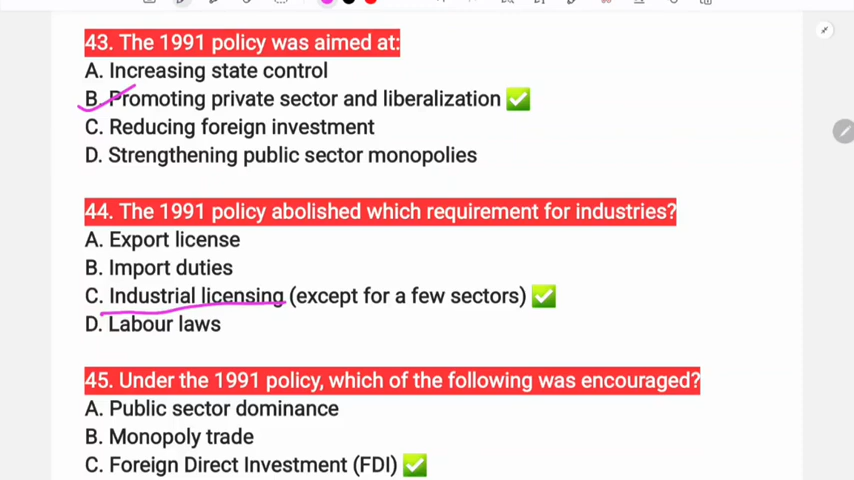 43. The 1991 policy was aimed at:
A. Increasing state control
B. Promoting private sector and liberalization ✅
C. Reducing foreign investment
D. Strengthening public sector monopolies
44. The 1991 policy abolished which requirement for industries?
A. Export license
B. Import duties
C. Industrial licensing (except for a few sectors) ✅
D. Labour laws
45. Under the 1991 policy, which of the following was encouraged?
A. Public sector dominance
B. Monopoly trade
C. Foreign Direct Investment (FDI) ✅